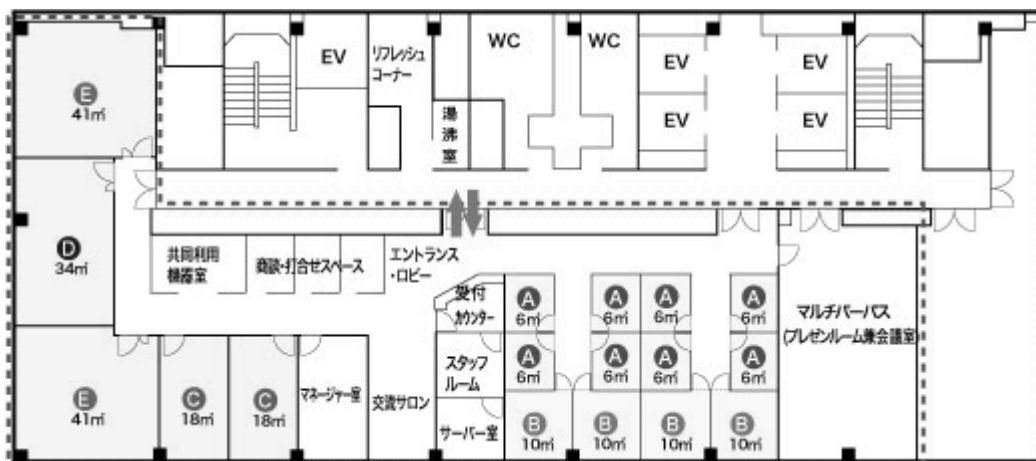 EV
リフレッシュ
コーナー
WC
WC
EV
EV
EV
EV
湯沸室
E
41㎡
D
34㎡
共同利用
機器室
商談・打合せスペース
エントランス
・ロビー
受付
カウンター
A
6㎡
A
6㎡
A
6㎡
A
6㎡
マルチパーパス
(プレゼンルーム兼会議室)
スタッフ
ルーム
A
6㎡
A
6㎡
A
6㎡
A
6㎡
E
41㎡
C
18㎡
C
18㎡
マネージャー室
交流サロン
サーバー室
B
10㎡
B
10㎡
B
10㎡
B
10㎡